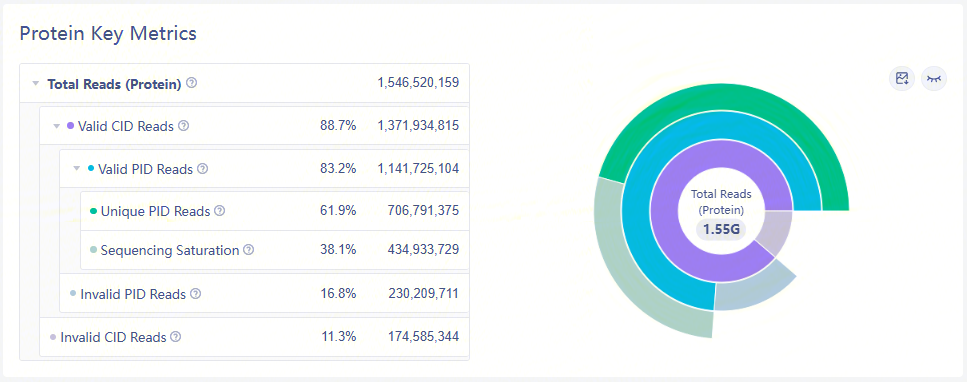 Protein Key Metrics
Total Reads (Protein) ? 1,546,520,159
Valid CID Reads ? 88.7% 1,371,934,815
Valid PID Reads ? 83.2% 1,141,725,104
Unique PID Reads ? 61.9% 706,791,375
Sequencing Saturation ? 38.1% 434,933,729
Invalid PID Reads ? 16.8% 230,209,711
Invalid CID Reads ? 11.3% 174,585,344
Total Reads
(Protein)
1.55G